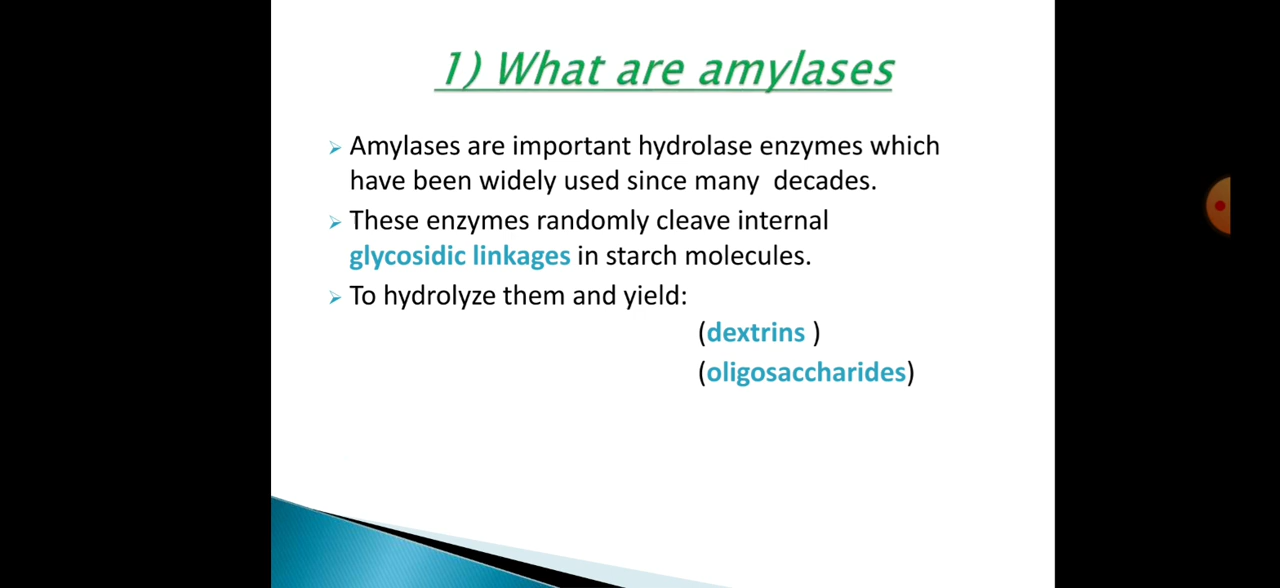 1) What are amylases
Amylases are important hydrolase enzymes which
have been widely used since many decades.
These enzymes randomly cleave internal
glycosidic linkages in starch molecules.
To hydrolyze them and yield:
(dextrins )
(oligosaccharides)